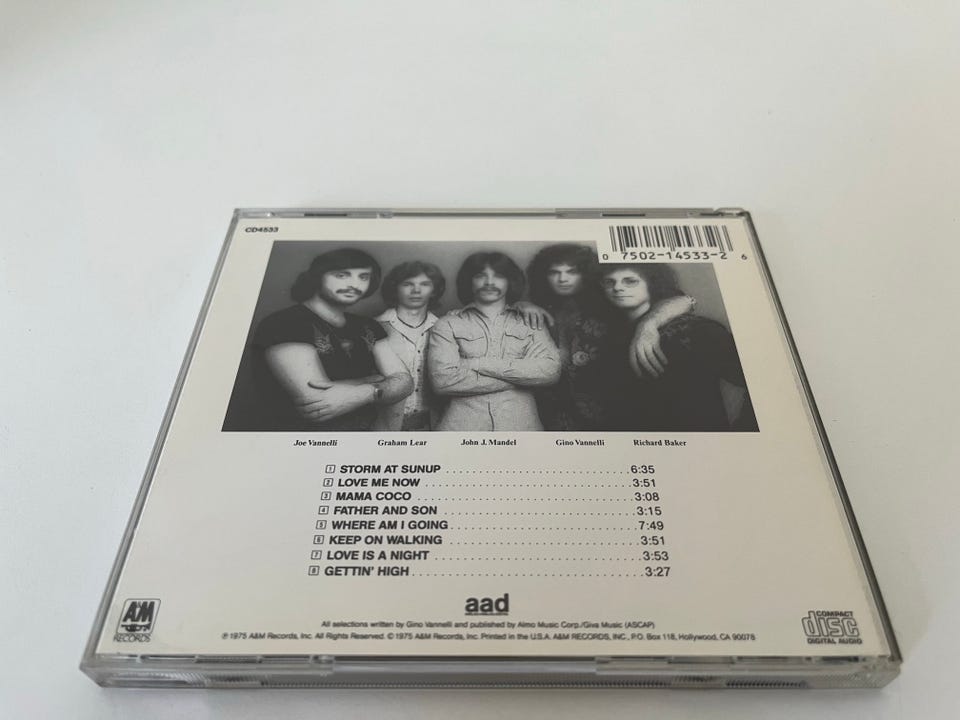 CD4533
0 7502-14533-2 6
Joe Vannelli Graham Lear John J. Mandel Gino Vannelli Richard Baker
1 STORM AT SUNUP 6:35
2 LOVE ME NOW 3:51
3 MAMA COCO 3:08
4 FATHER AND SON 3:15
5 WHERE AM I GOING 7:49
6 KEEP ON WALKING 3:51
7 LOVE IS A NIGHT 3:53
8 GETTIN' HIGH 3:27
aad
All selections written by Gino Vannelli and published by Almo Music Corp./Giva Music (ASCAP)
℗ 1975 A&M Records, Inc. All Rights Reserved. © 1975 A&M Records, Inc. Printed in the U.S.A. A&M RECORDS, INC., P.O. Box 118, Hollywood, CA 90078
A&M
RECORDS
COMPACT
disc
DIGITAL AUDIO